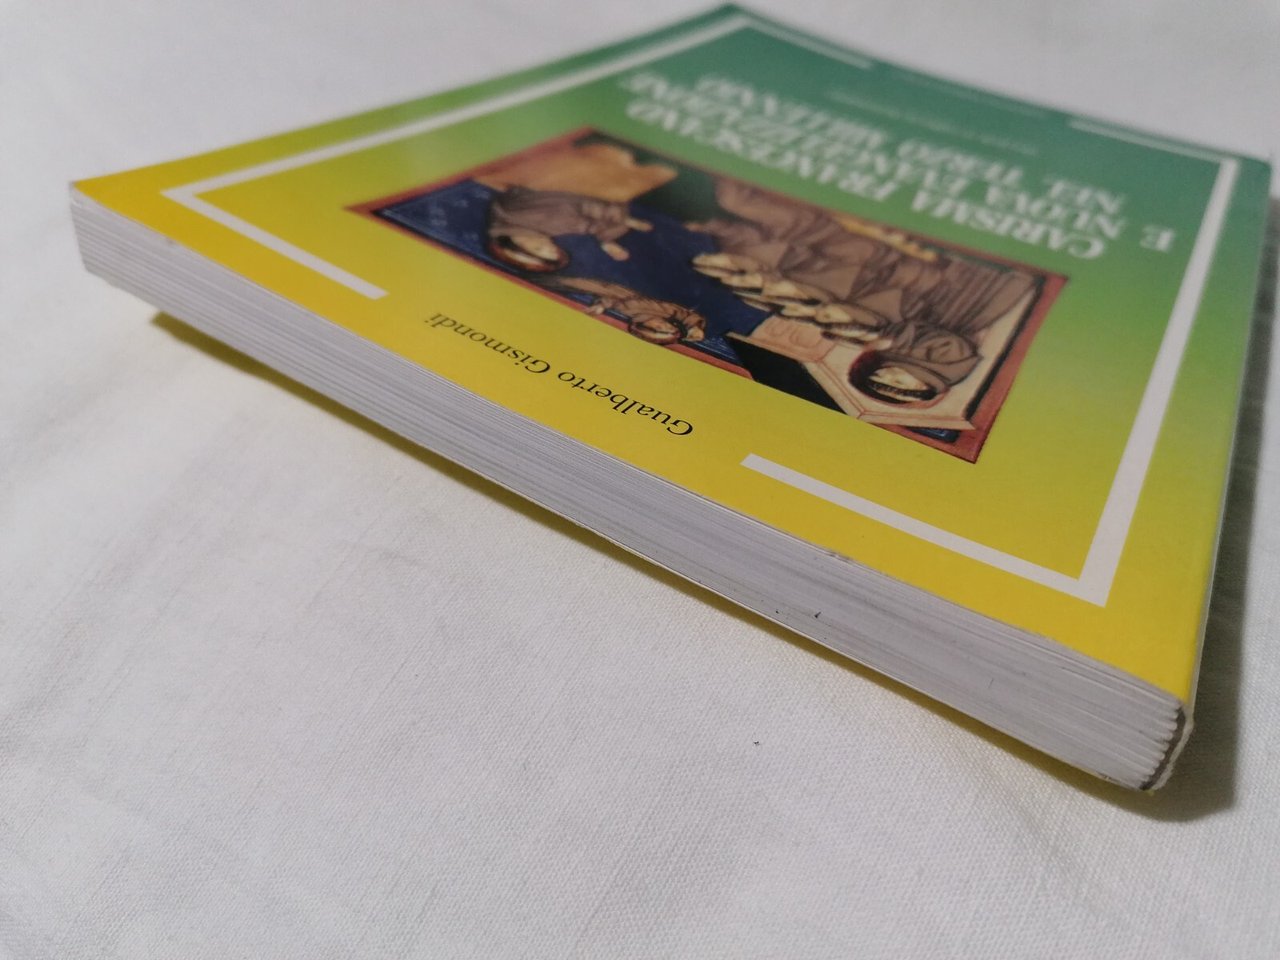 CARISMA FRANCESCANO
E NUOVA EVANGELIZZAZIONE
NEL TERZO MILLENNIO
Gualberto Gismondi